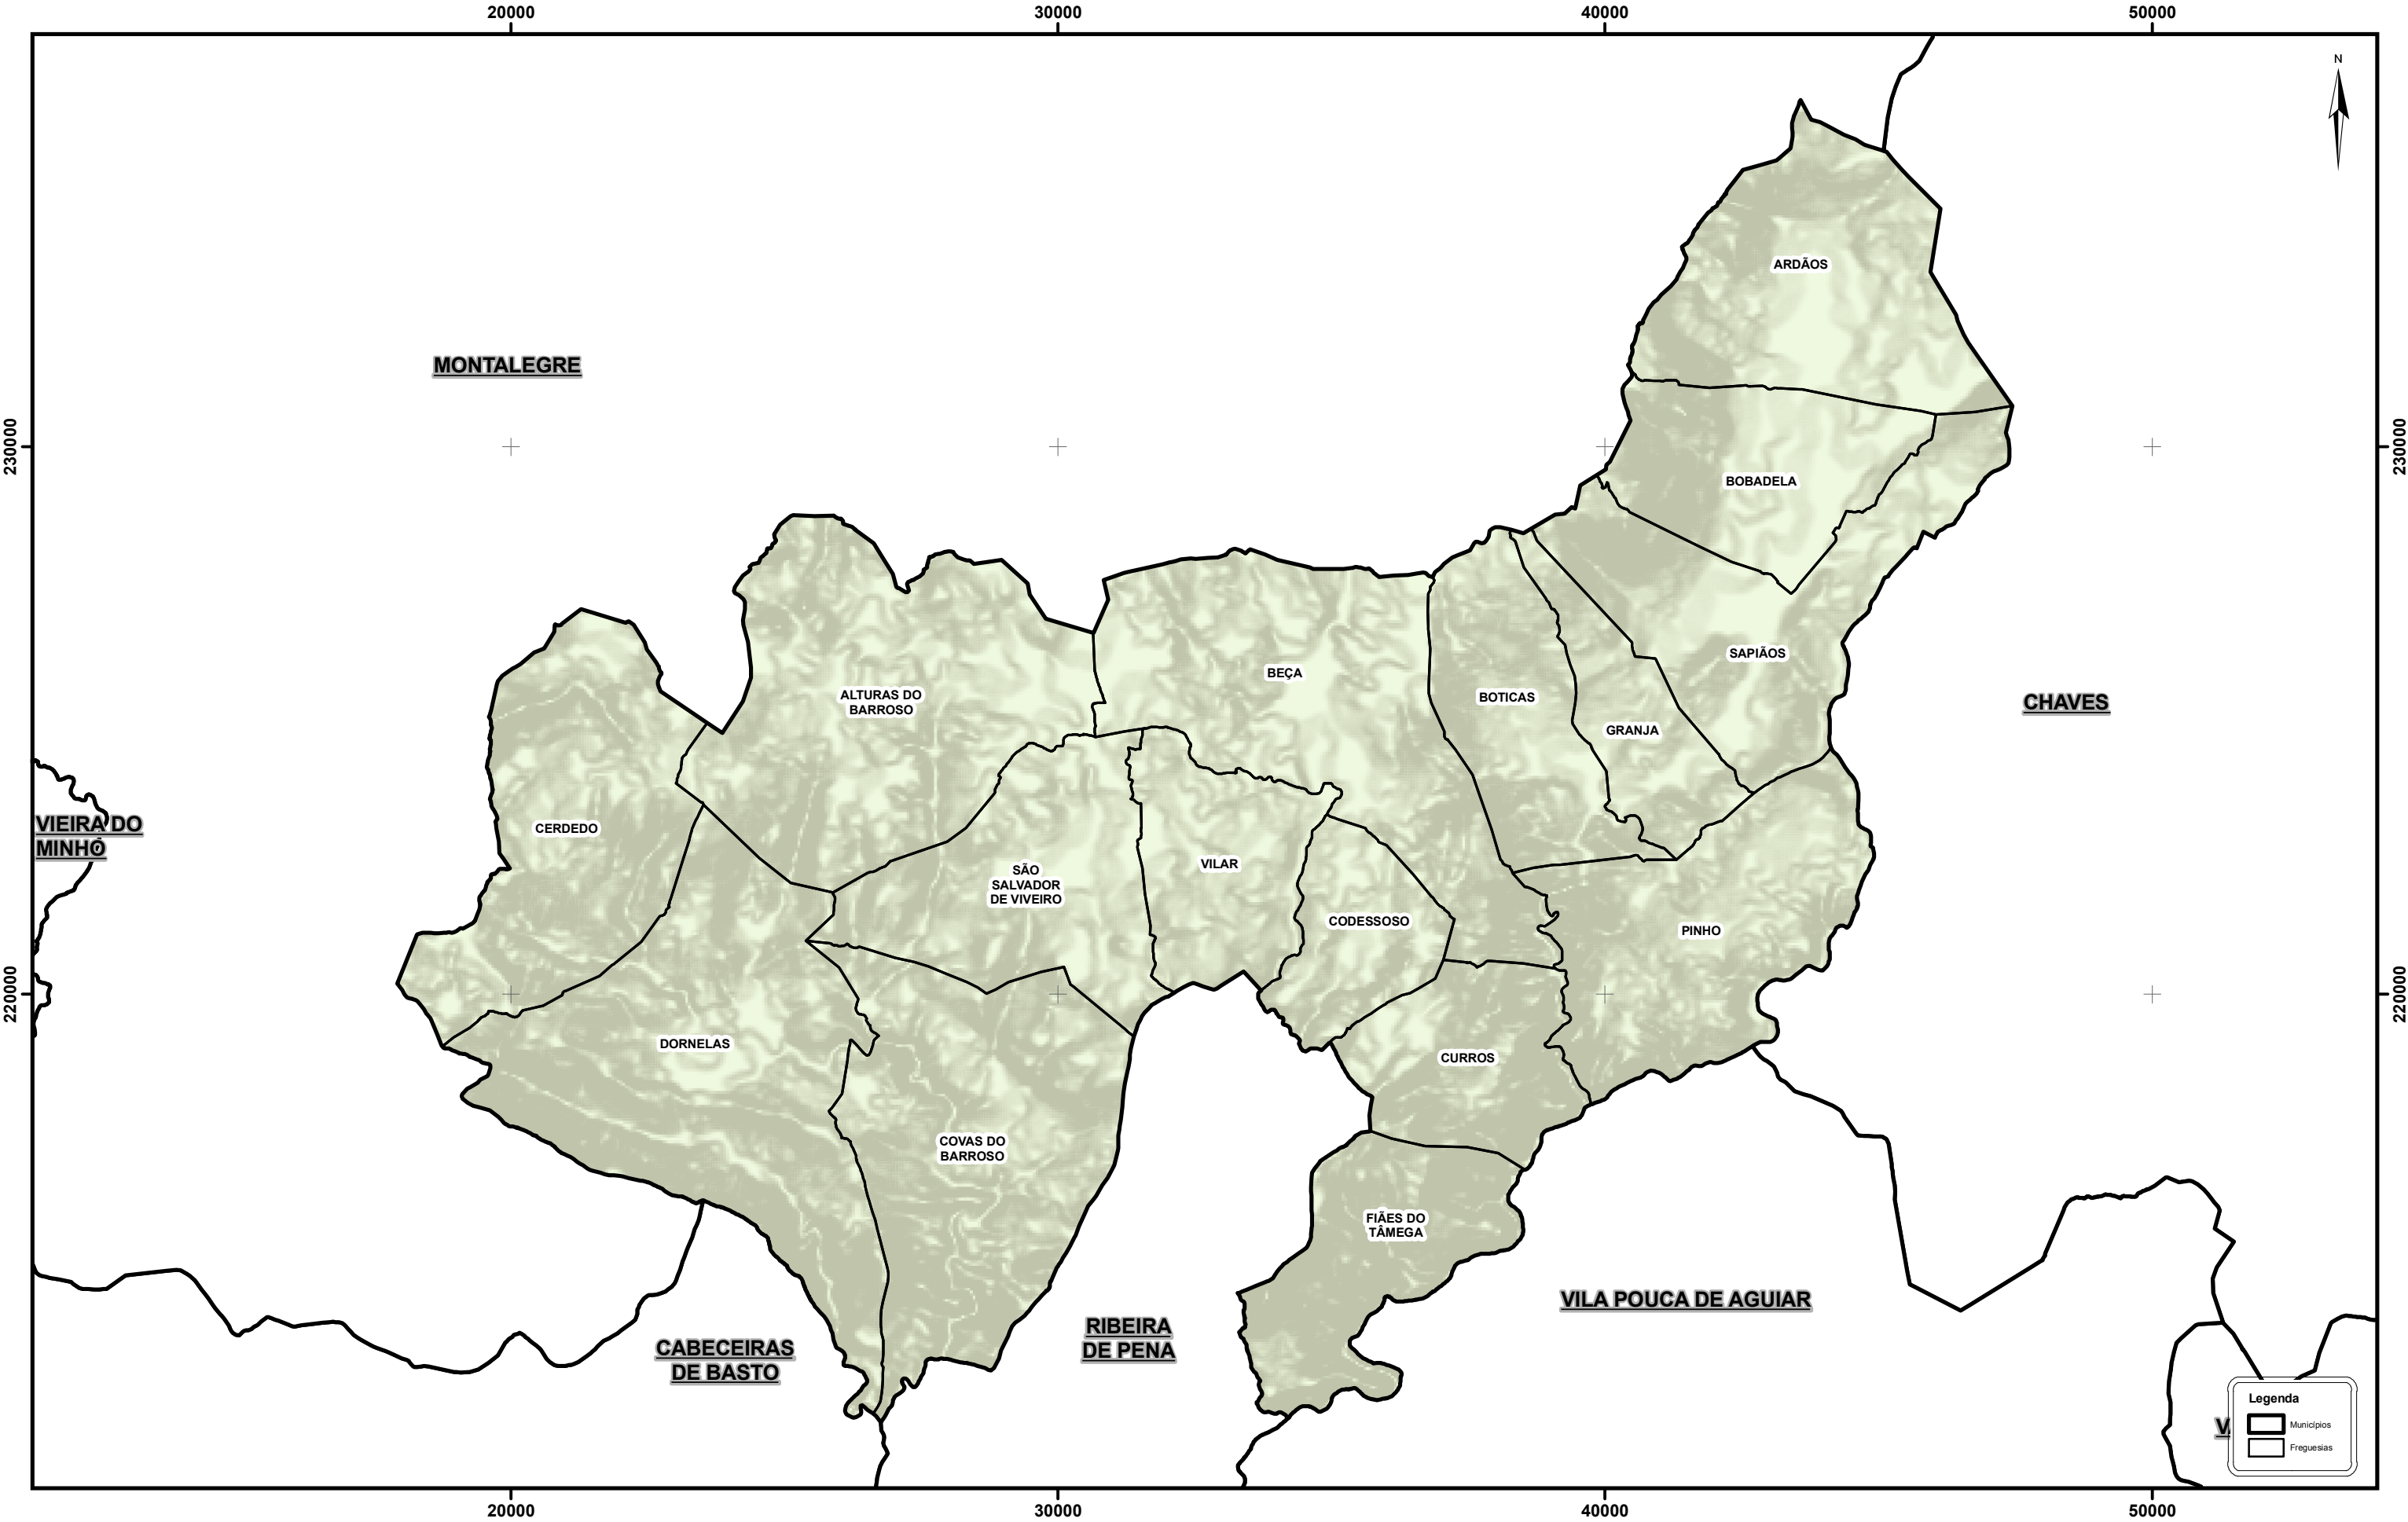 20000 30000 40000 50000
N
ARDÃOS
MONTALEGRE
230000
230000
BOBADELA
SAPIÃOS
BEÇA
ALTURAS DO
BARROSO
BOTICAS
CHAVES
GRANJA
VIEIRA DO
MINHO
CERDEDO
VILAR
SÃO
SALVADOR
DE VIVEIRO
CODESSOSO
PINHO
220000
220000
DORNELAS
CURROS
COVAS DO
BARROSO
FIÃES DO
TÂMEGA
VILA POUCA DE AGUIAR
RIBEIRA
DE PENA
CABECEIRAS
DE BASTO
Legenda
Municípios
Freguesias
20000 30000 40000 50000